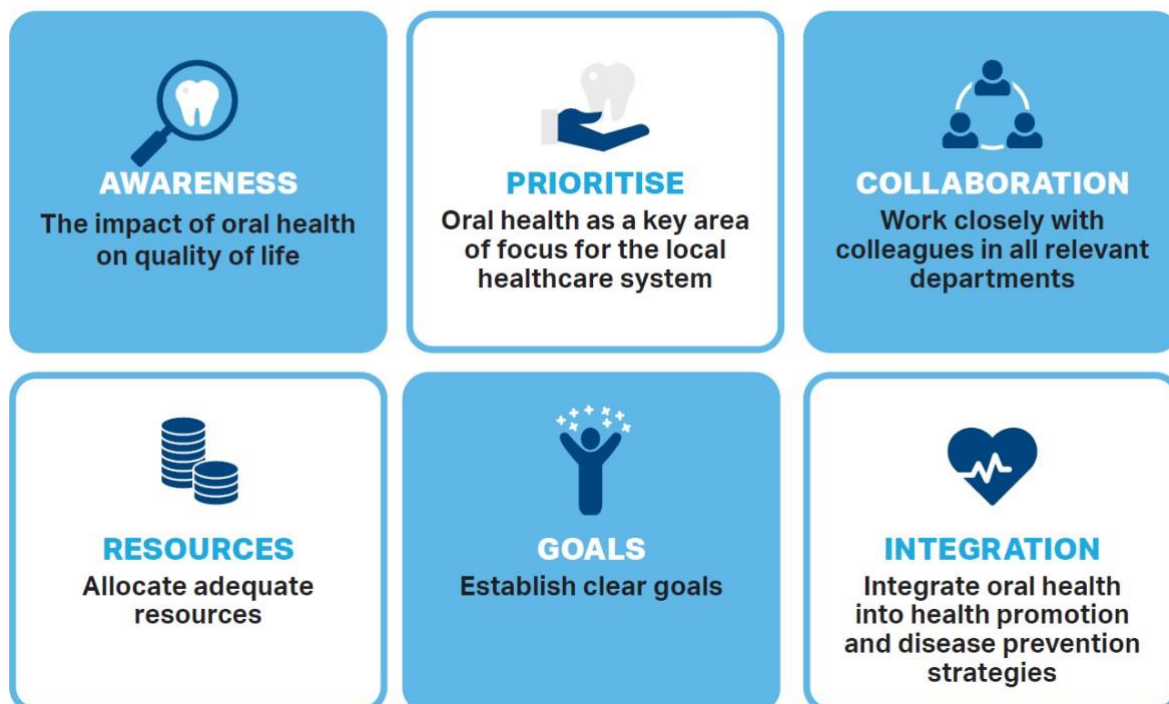 AWARENESS
The impact of oral health
on quality of life
PRIORITISE
Oral health as a key area
of focus for the local
healthcare system
COLLABORATION
Work closely with
colleagues in all relevant
departments
RESOURCES
Allocate adequate
resources
GOALS
Establish clear goals
INTEGRATION
Integrate oral health
into health promotion
and disease prevention
strategies